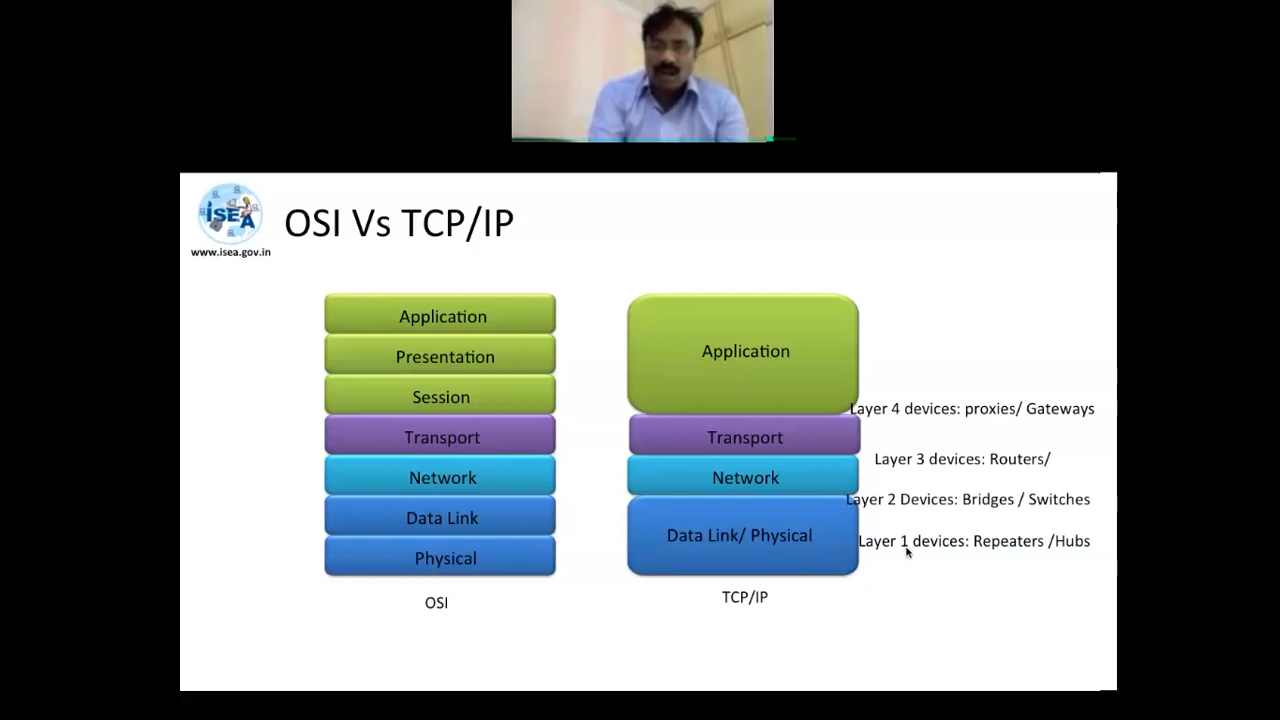 ISEA
www.isea.gov.in
OSI Vs TCP/IP
Application
Presentation
Session
Transport
Network
Data Link
Physical
OSI
Application
Transport
Network
Data Link/ Physical
TCP/IP
Layer 4 devices: proxies/ Gateways
Layer 3 devices: Routers/
Layer 2 Devices: Bridges / Switches
Layer 1 devices: Repeaters /Hubs